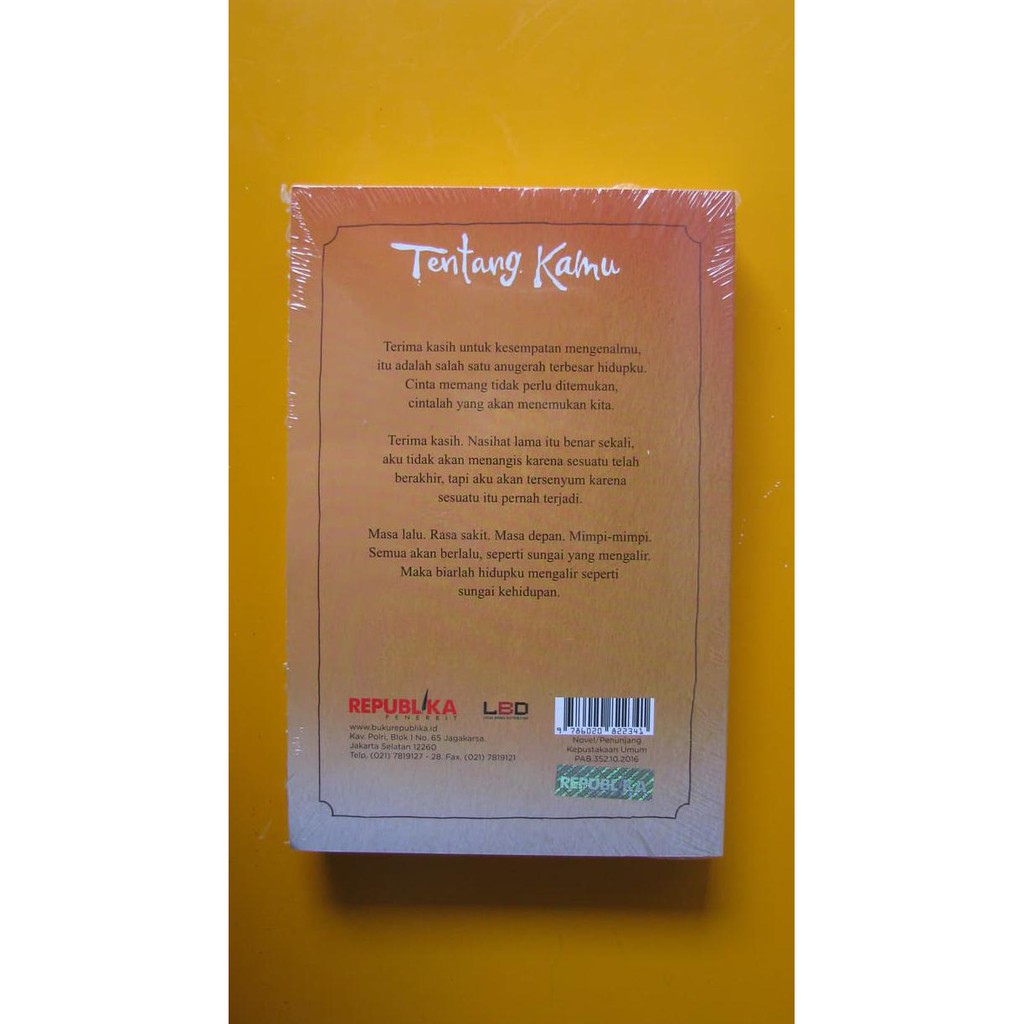 Tentang Kamu
Terima kasih untuk kesempatan mengenalmu,
itu adalah salah satu anugerah terbesar hidupku.
Cinta memang tidak perlu ditemukan,
cintalah yang akan menemukan kita.
Terima kasih. Nasihat lama itu benar sekali,
aku tidak akan menangis karena sesuatu telah
berakhir, tapi aku akan tersenyum karena
sesuatu itu pernah terjadi.
Masa lalu. Rasa sakit. Masa depan. Mimpi-mimpi.
Semua akan berlalu, seperti sungai yang mengalir.
Maka biarlah hidupku mengalir seperti
sungai kehidupan.
REPUBLIKA
PENERBIT
www.bukurepublika.id
Kav. Polri, Blok I No. 65 Jagakarsa.
Jakarta Selatan 12260
Telp. (021) 7819127 - 28. Fax. (021) 7819121
LBD
9 786020 822341
Novel/Penunjang
Kepustakaan Umum
PAB.352.10.2016
REPUBLIKA